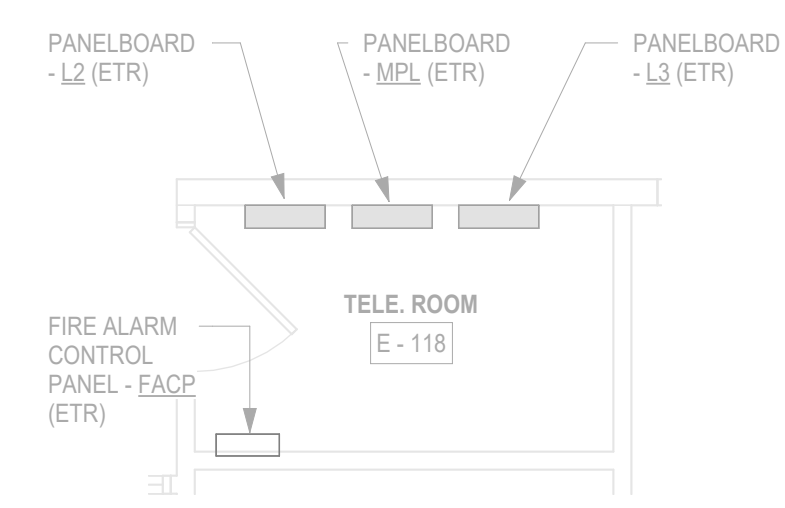 PANELBOARD
- L2 (ETR)
PANELBOARD
- MPL (ETR)
PANELBOARD
- L3 (ETR)
TELE. ROOM
E - 118
FIRE ALARM
CONTROL
PANEL - FACP
(ETR)